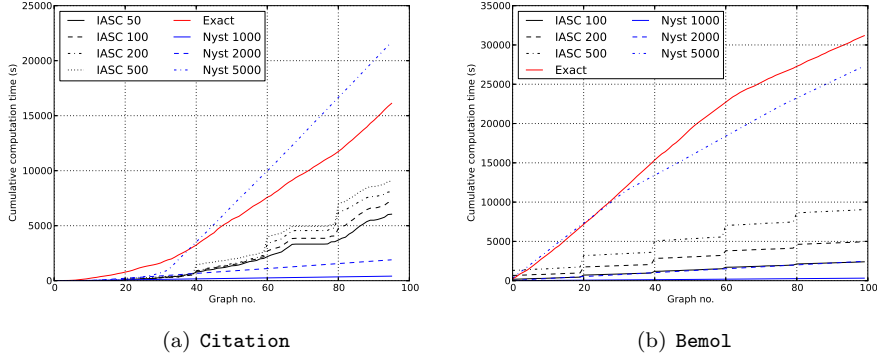 25000
20000
15000
10000
5000
0
Cumulative computation time (s)
IASC 50
IASC 100
IASC 200
IASC 500
Exact
Nyst 1000
Nyst 2000
Nyst 5000
0 20 40 60 80 100
Graph no.
(a) Citation
35000
30000
25000
20000
15000
10000
5000
0
Cumulative computation time (s)
IASC 100
IASC 200
IASC 500
Exact
Nyst 1000
Nyst 2000
Nyst 5000
0 20 40 60 80 100
Graph no.
(b) Bemol